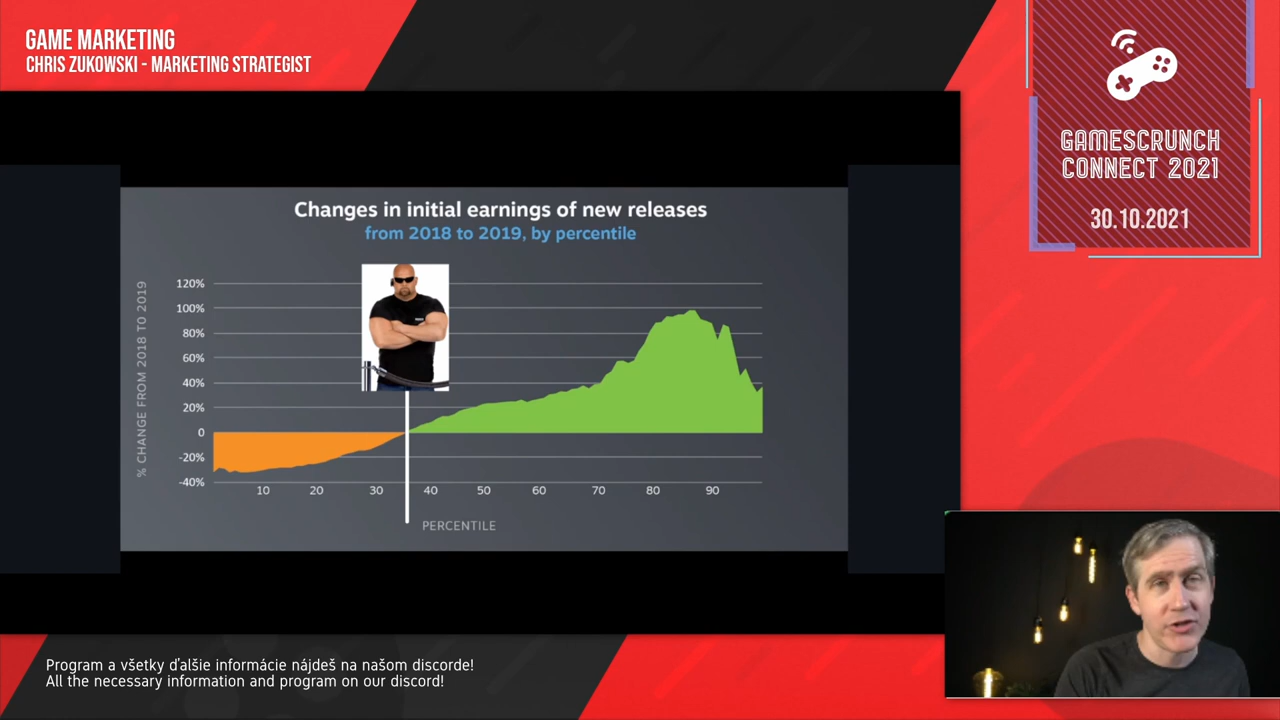 GAME MARKETING
CHRIS ZUKOWSKI - MARKETING STRATEGIST
GAMESCRUNCH
CONNECT 2021
30.10.2021
Changes in initial earnings of new releases
from 2018 to 2019, by percentile
% CHANGE FROM 2018 TO 2019
120%
100%
80%
60%
40%
20%
0
-20%
-40%
10 20 30 40 50 60 70 80 90
PERCENTILE
Program a všetky ďalšie informácie nájdeš na našom discorde!
All the necessary information and program on our discord!